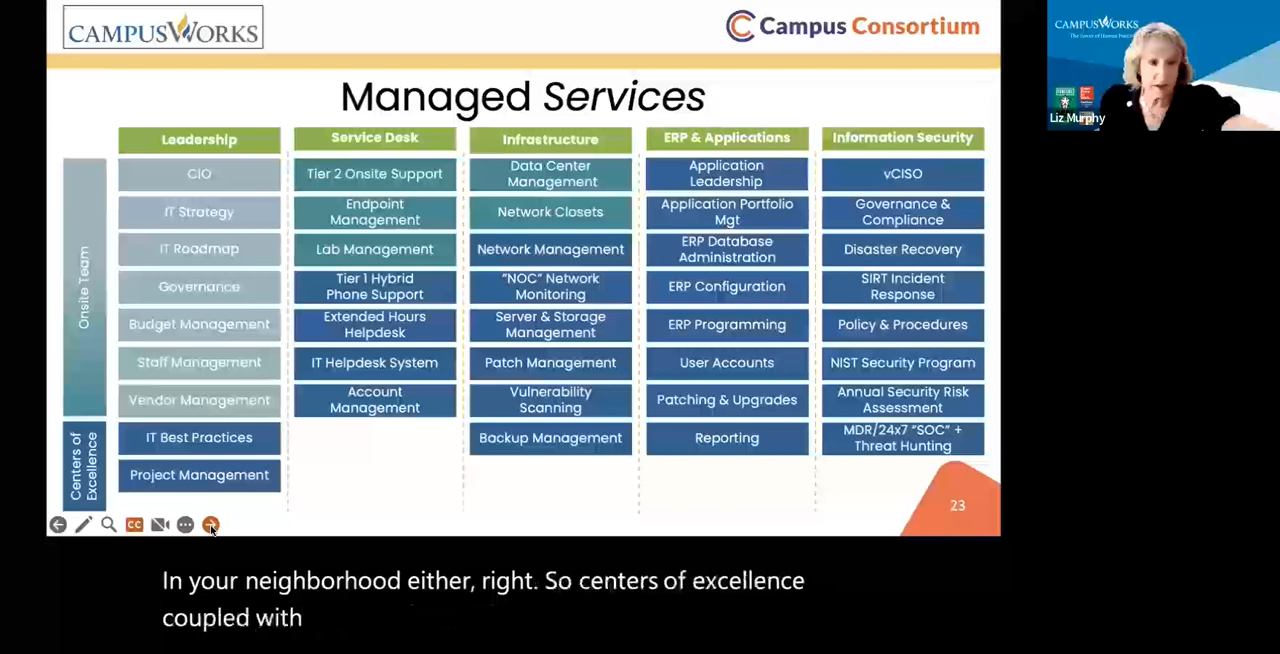 CAMPUSWORKS
Campus Consortium
CAMPUSWORKS
Liz Murphy
Managed Services
Leadership
Service Desk
Infrastructure
ERP & Applications
Information Security
Onsite Team
Centers of
Excellence
CIO
IT Strategy
IT Roadmap
Governance
Budget Management
Staff Management
Vendor Management
IT Best Practices
Project Management
Tier 2 Onsite Support
Endpoint
Management
Lab Management
Tier 1 Hybrid
Phone Support
Extended Hours
Helpdesk
IT Helpdesk System
Account
Management
Data Center
Management
Network Closets
Network Management
“NOC” Network
Monitoring
Server & Storage
Management
Patch Management
Vulnerability
Scanning
Backup Management
Application
Leadership
Application Portfolio
Mgt
ERP Database
Administration
ERP Configuration
ERP Programming
User Accounts
Patching & Upgrades
Reporting
vCISO
Governance &
Compliance
Disaster Recovery
SIRT Incident
Response
Policy & Procedures
NIST Security Program
Annual Security Risk
Assessment
MDR/24x7 “SOC” +
Threat Hunting
23
CC
In your neighborhood either, right. So centers of excellence
coupled with